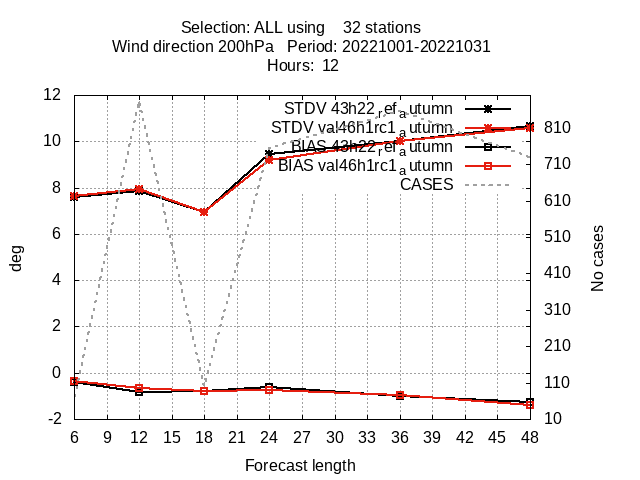 Selection: ALL using    32 stations
Wind direction 200hPa   Period: 20221001-20221031
Hours:  12
STDV 43h22_ref_autumn
STDV val46h1rc1_autumn
BIAS 43h22_ref_autumn
BIAS val46h1rc1_autumn
CASES
12
10
8
6
4
2
0
-2
deg
810
710
610
510
410
310
210
110
10
No cases
6 9 12 15 18 21 24 27 30 33 36 39 42 45 48
Forecast length